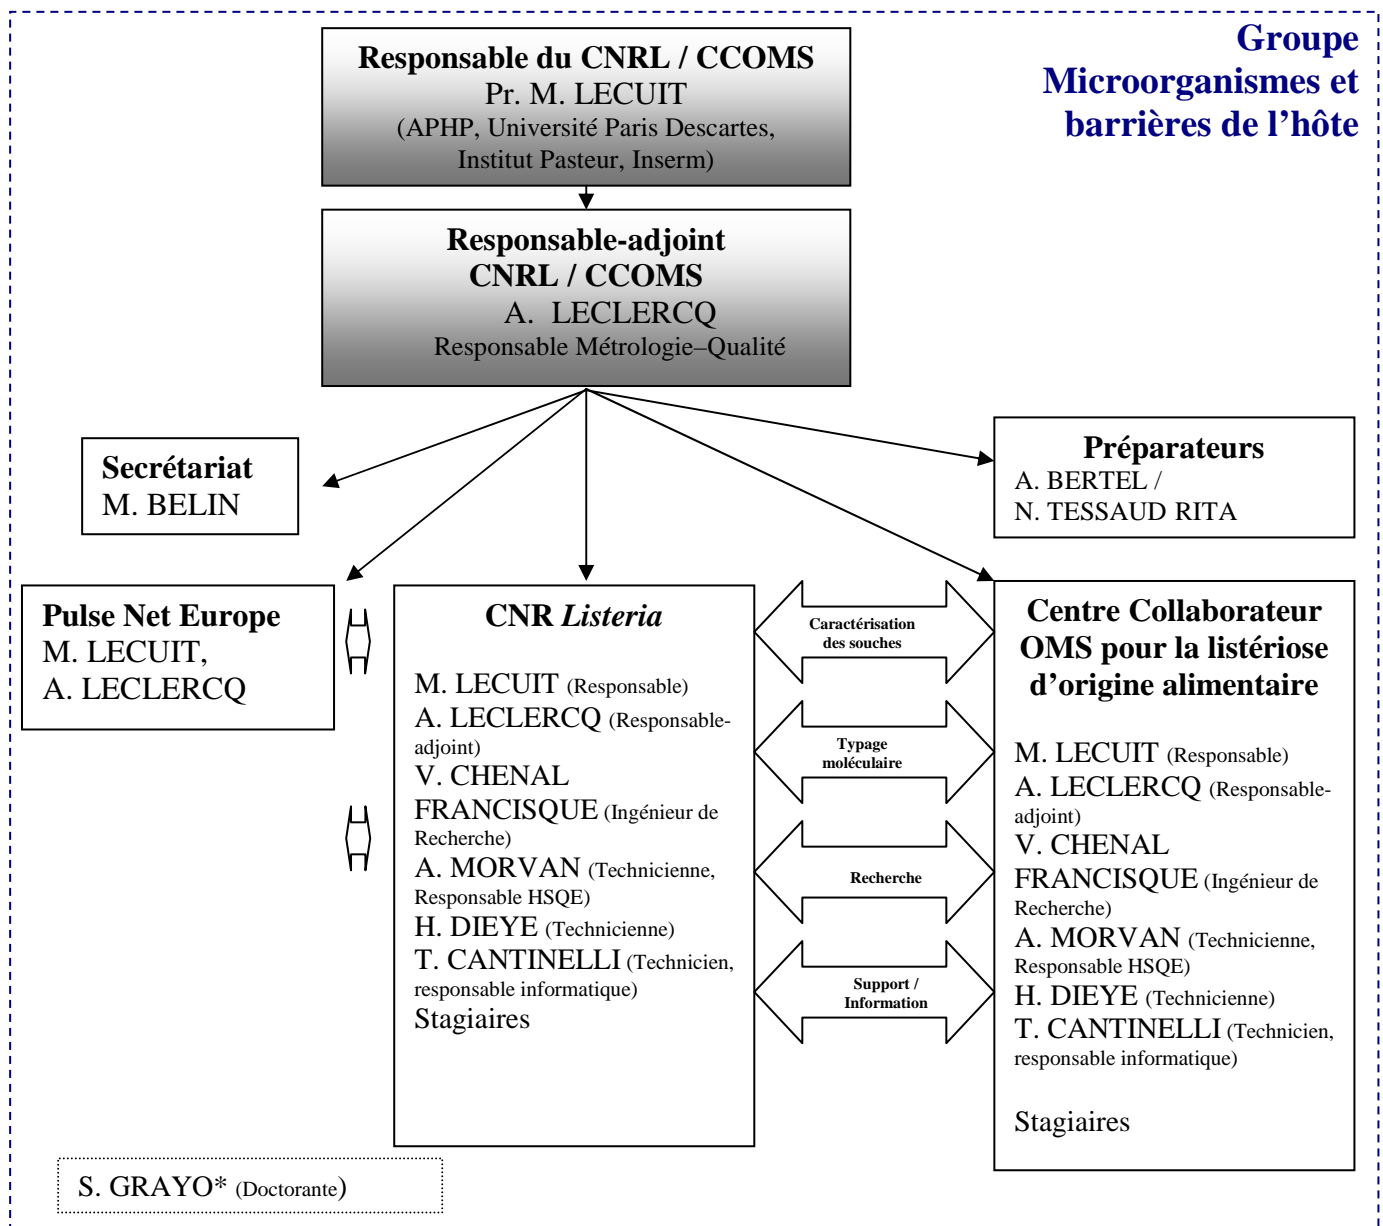 Groupe
Microorganismes et
barrières de l’hôte
Responsable du CNRL / CCOMS
Pr. M. LECUIT
(APHP, Université Paris Descartes,
Institut Pasteur, Inserm)
Responsable-adjoint
CNRL / CCOMS
A. LECLERCQ
Responsable Métrologie–Qualité
Secrétariat
M. BELIN
Préparateurs
A. BERTEL /
N. TESSAUD RITA
Pulse Net Europe
M. LECUIT,
A. LECLERCQ
CNR Listeria
M. LECUIT (Responsable)
A. LECLERCQ (Responsable-
adjoint)
V. CHENAL
FRANCISQUE (Ingénieur de
Recherche)
A. MORVAN (Technicienne,
Responsable HSQE)
H. DIEYE (Technicienne)
T. CANTINELLI (Technicien,
responsable informatique)
Stagiaires
Caractérisation
des souches
Typage
moléculaire
Recherche
Support /
Information
Centre Collaborateur
OMS pour la listériose
d’origine alimentaire
M. LECUIT (Responsable)
A. LECLERCQ (Responsable-
adjoint)
V. CHENAL
FRANCISQUE (Ingénieur de
Recherche)
A. MORVAN (Technicienne,
Responsable HSQE)
H. DIEYE (Technicienne)
T. CANTINELLI (Technicien,
responsable informatique)
Stagiaires
S. GRAYO* (Doctorante)